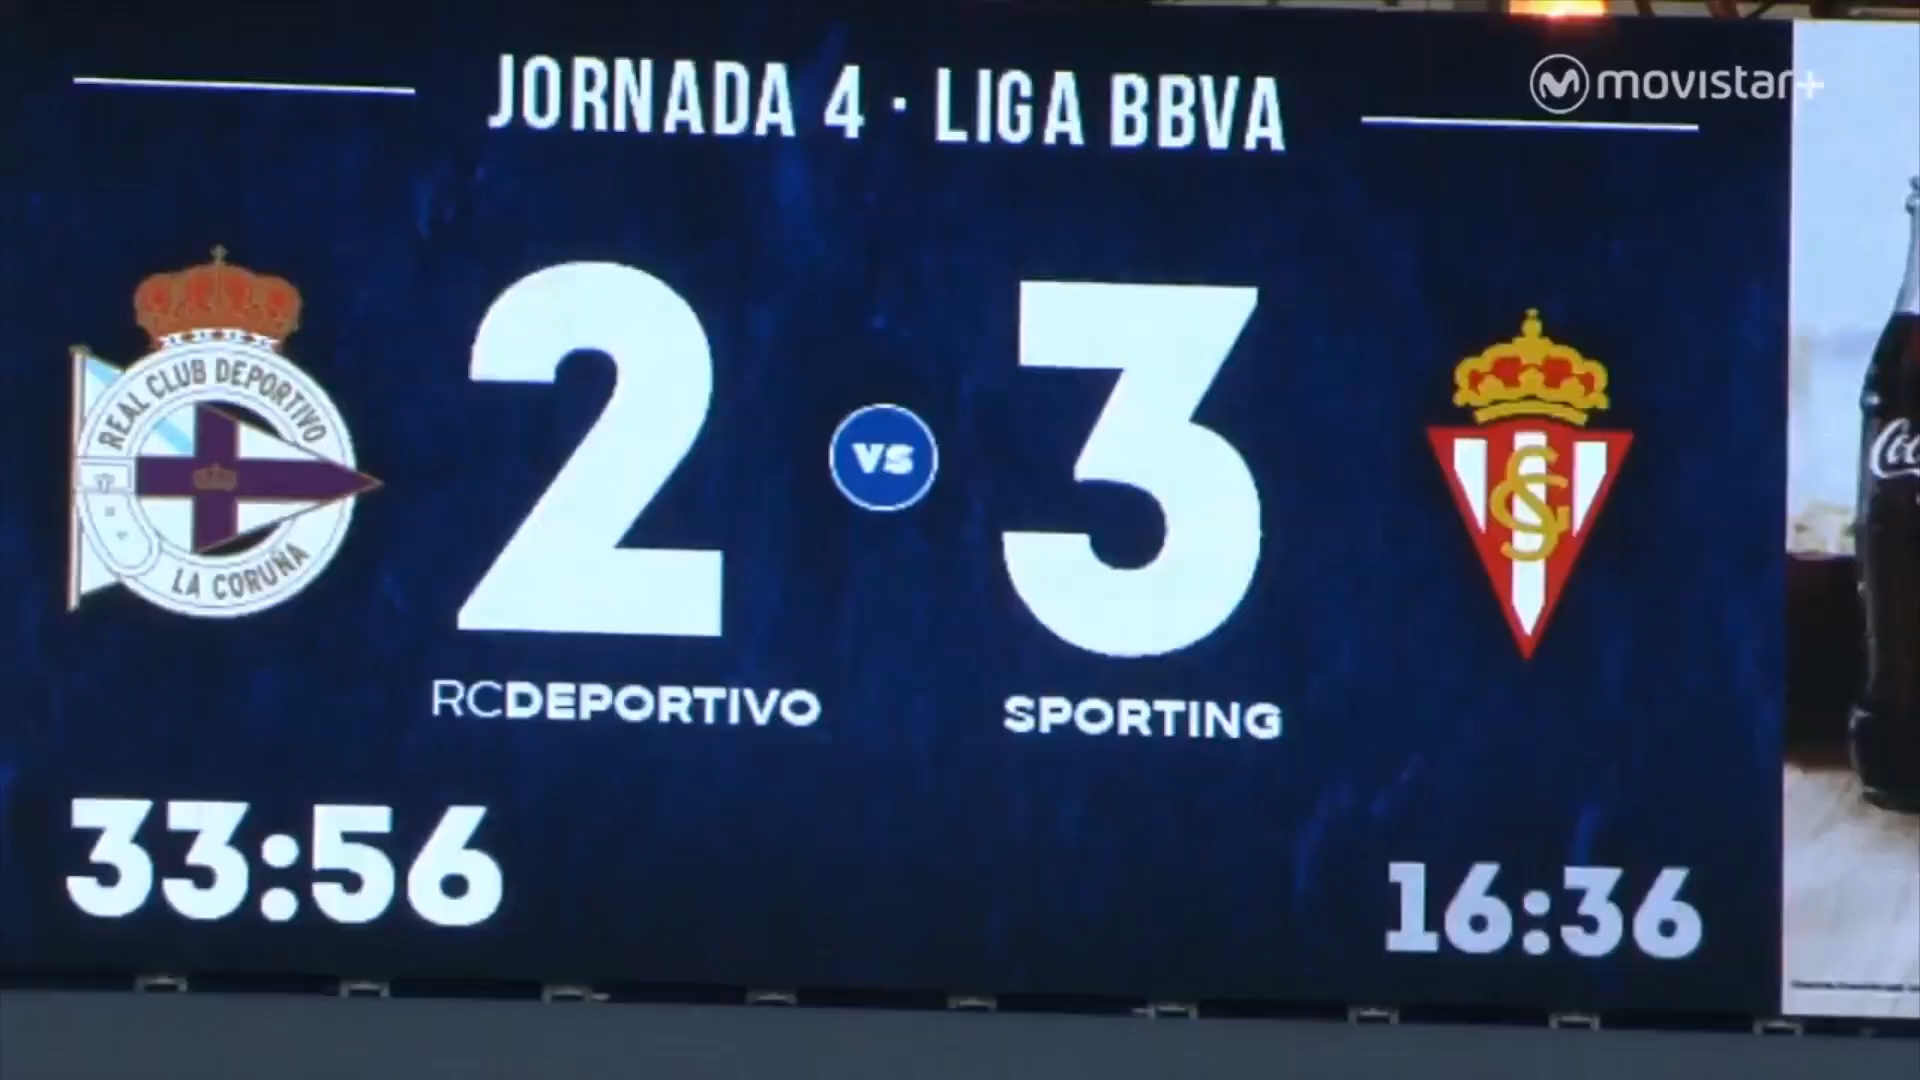 JORNADA 4 · LIGA BBVA
movistar+
REAL CLUB DEPORTIVO
LA CORUÑA
2 vs 3
RCDEPORTIVO SPORTING
33:56
16:36